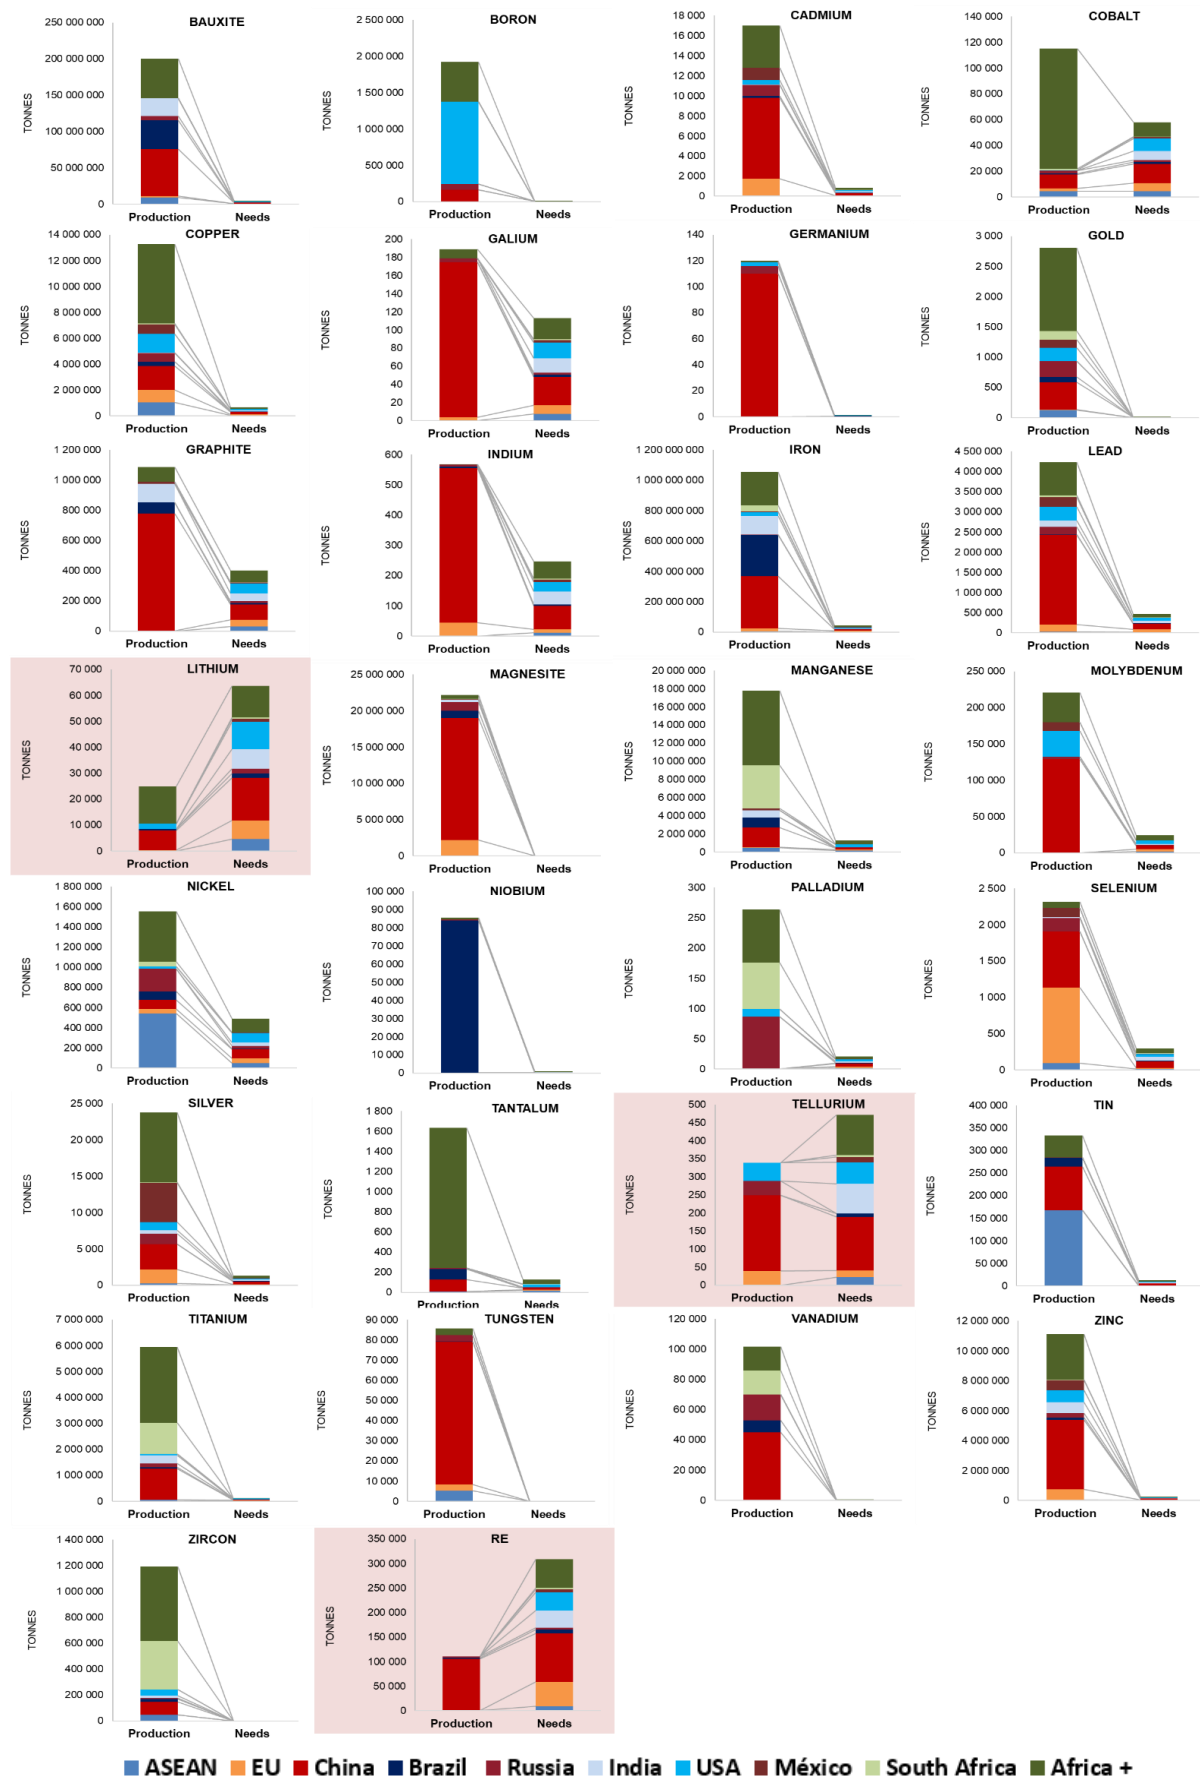 BAUXITE
250 000 000
200 000 000
150 000 000
100 000 000
50 000 000
0
TONNES
Production Needs
BORON
2 500 000
2 000 000
1 500 000
1 000 000
500 000
0
TONNES
Production Needs
CADMIUM
18 000
16 000
14 000
12 000
10 000
8 000
6 000
4 000
2 000
0
TONNES
Production Needs
COBALT
140 000
120 000
100 000
80 000
60 000
40 000
20 000
0
TONNES
Production Needs
COPPER
14 000 000
12 000 000
10 000 000
8 000 000
6 000 000
4 000 000
2 000 000
0
TONNES
Production Needs
GALIUM
200
180
160
140
120
100
80
60
40
20
0
TONNES
Production Needs
GERMANIUM
140
120
100
80
60
40
20
0
TONNES
Production Needs
GOLD
3 000
2 500
2 000
1 500
1 000
500
0
TONNES
Production Needs
GRAPHITE
1 200 000
1 000 000
800 000
600 000
400 000
200 000
0
TONNES
Production Needs
INDIUM
600
500
400
300
200
100
0
TONNES
Production Needs
IRON
1 200 000 000
1 000 000 000
800 000 000
600 000 000
400 000 000
200 000 000
0
TONNES
Production Needs
LEAD
4 500 000
4 000 000
3 500 000
3 000 000
2 500 000
2 000 000
1 500 000
1 000 000
500 000
0
TONNES
Production Needs
LITHIUM
70 000
60 000
50 000
40 000
30 000
20 000
10 000
0
TONNES
Production Needs
MAGNESITE
25 000 000
20 000 000
15 000 000
10 000 000
5 000 000
0
TONNES
Production Needs
MANGANESE
20 000 000
18 000 000
16 000 000
14 000 000
12 000 000
10 000 000
8 000 000
6 000 000
4 000 000
2 000 000
0
TONNES
Production Needs
MOLYBDENUM
250 000
200 000
150 000
100 000
50 000
0
TONNES
Production Needs
NICKEL
1 800 000
1 600 000
1 400 000
1 200 000
1 000 000
800 000
600 000
400 000
200 000
0
TONNES
Production Needs
NIOBIUM
100 000
90 000
80 000
70 000
60 000
50 000
40 000
30 000
20 000
10 000
0
TONNES
Production Needs
PALLADIUM
300
250
200
150
100
50
0
TONNES
Production Needs
SELENIUM
2 500
2 000
1 500
1 000
500
0
TONNES
Production Needs
SILVER
25 000
20 000
15 000
10 000
5 000
0
TONNES
Production Needs
TANTALUM
1 800
1 600
1 400
1 200
1 000
800
600
400
200
0
TONNES
Production Needs
TELLURIUM
500
450
400
350
300
250
200
150
100
50
0
TONNES
Production Needs
TIN
400 000
350 000
300 000
250 000
200 000
150 000
100 000
50 000
0
TONNES
Production Needs
TITANIUM
7 000 000
6 000 000
5 000 000
4 000 000
3 000 000
2 000 000
1 000 000
0
TONNES
Production Needs
TUNGSTEN
90 000
80 000
70 000
60 000
50 000
40 000
30 000
20 000
10 000
0
TONNES
Production Needs
VANADIUM
120 000
100 000
80 000
60 000
40 000
20 000
0
TONNES
Production Needs
ZINC
12 000 000
10 000 000
8 000 000
6 000 000
4 000 000
2 000 000
0
TONNES
Production Needs
ZIRCON
1 400 000
1 200 000
1 000 000
800 000
600 000
400 000
200 000
0
TONNES
Production Needs
RE
350 000
300 000
250 000
200 000
150 000
100 000
50 000
0
TONNES
Production Needs
ASEAN EU China Brazil Russia India USA México South Africa Africa +